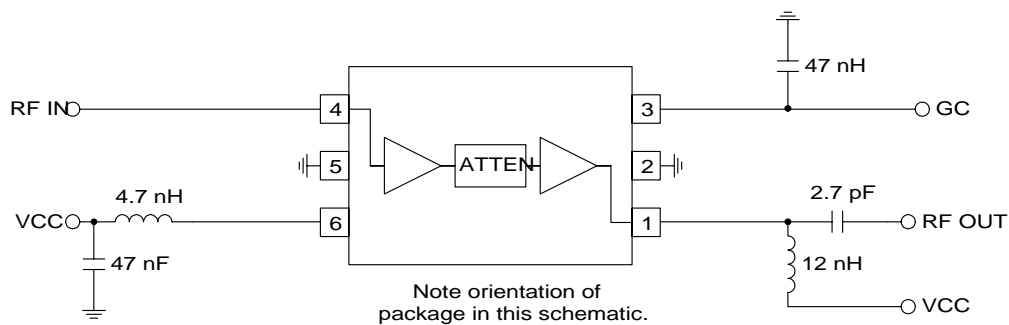 47 nH
RF IN
4
3
GC
5
ATTEN
2
4.7 nH
2.7 pF
VCC
6
1
RF OUT
47 nF
12 nH
VCC
Note orientation of
package in this schematic.